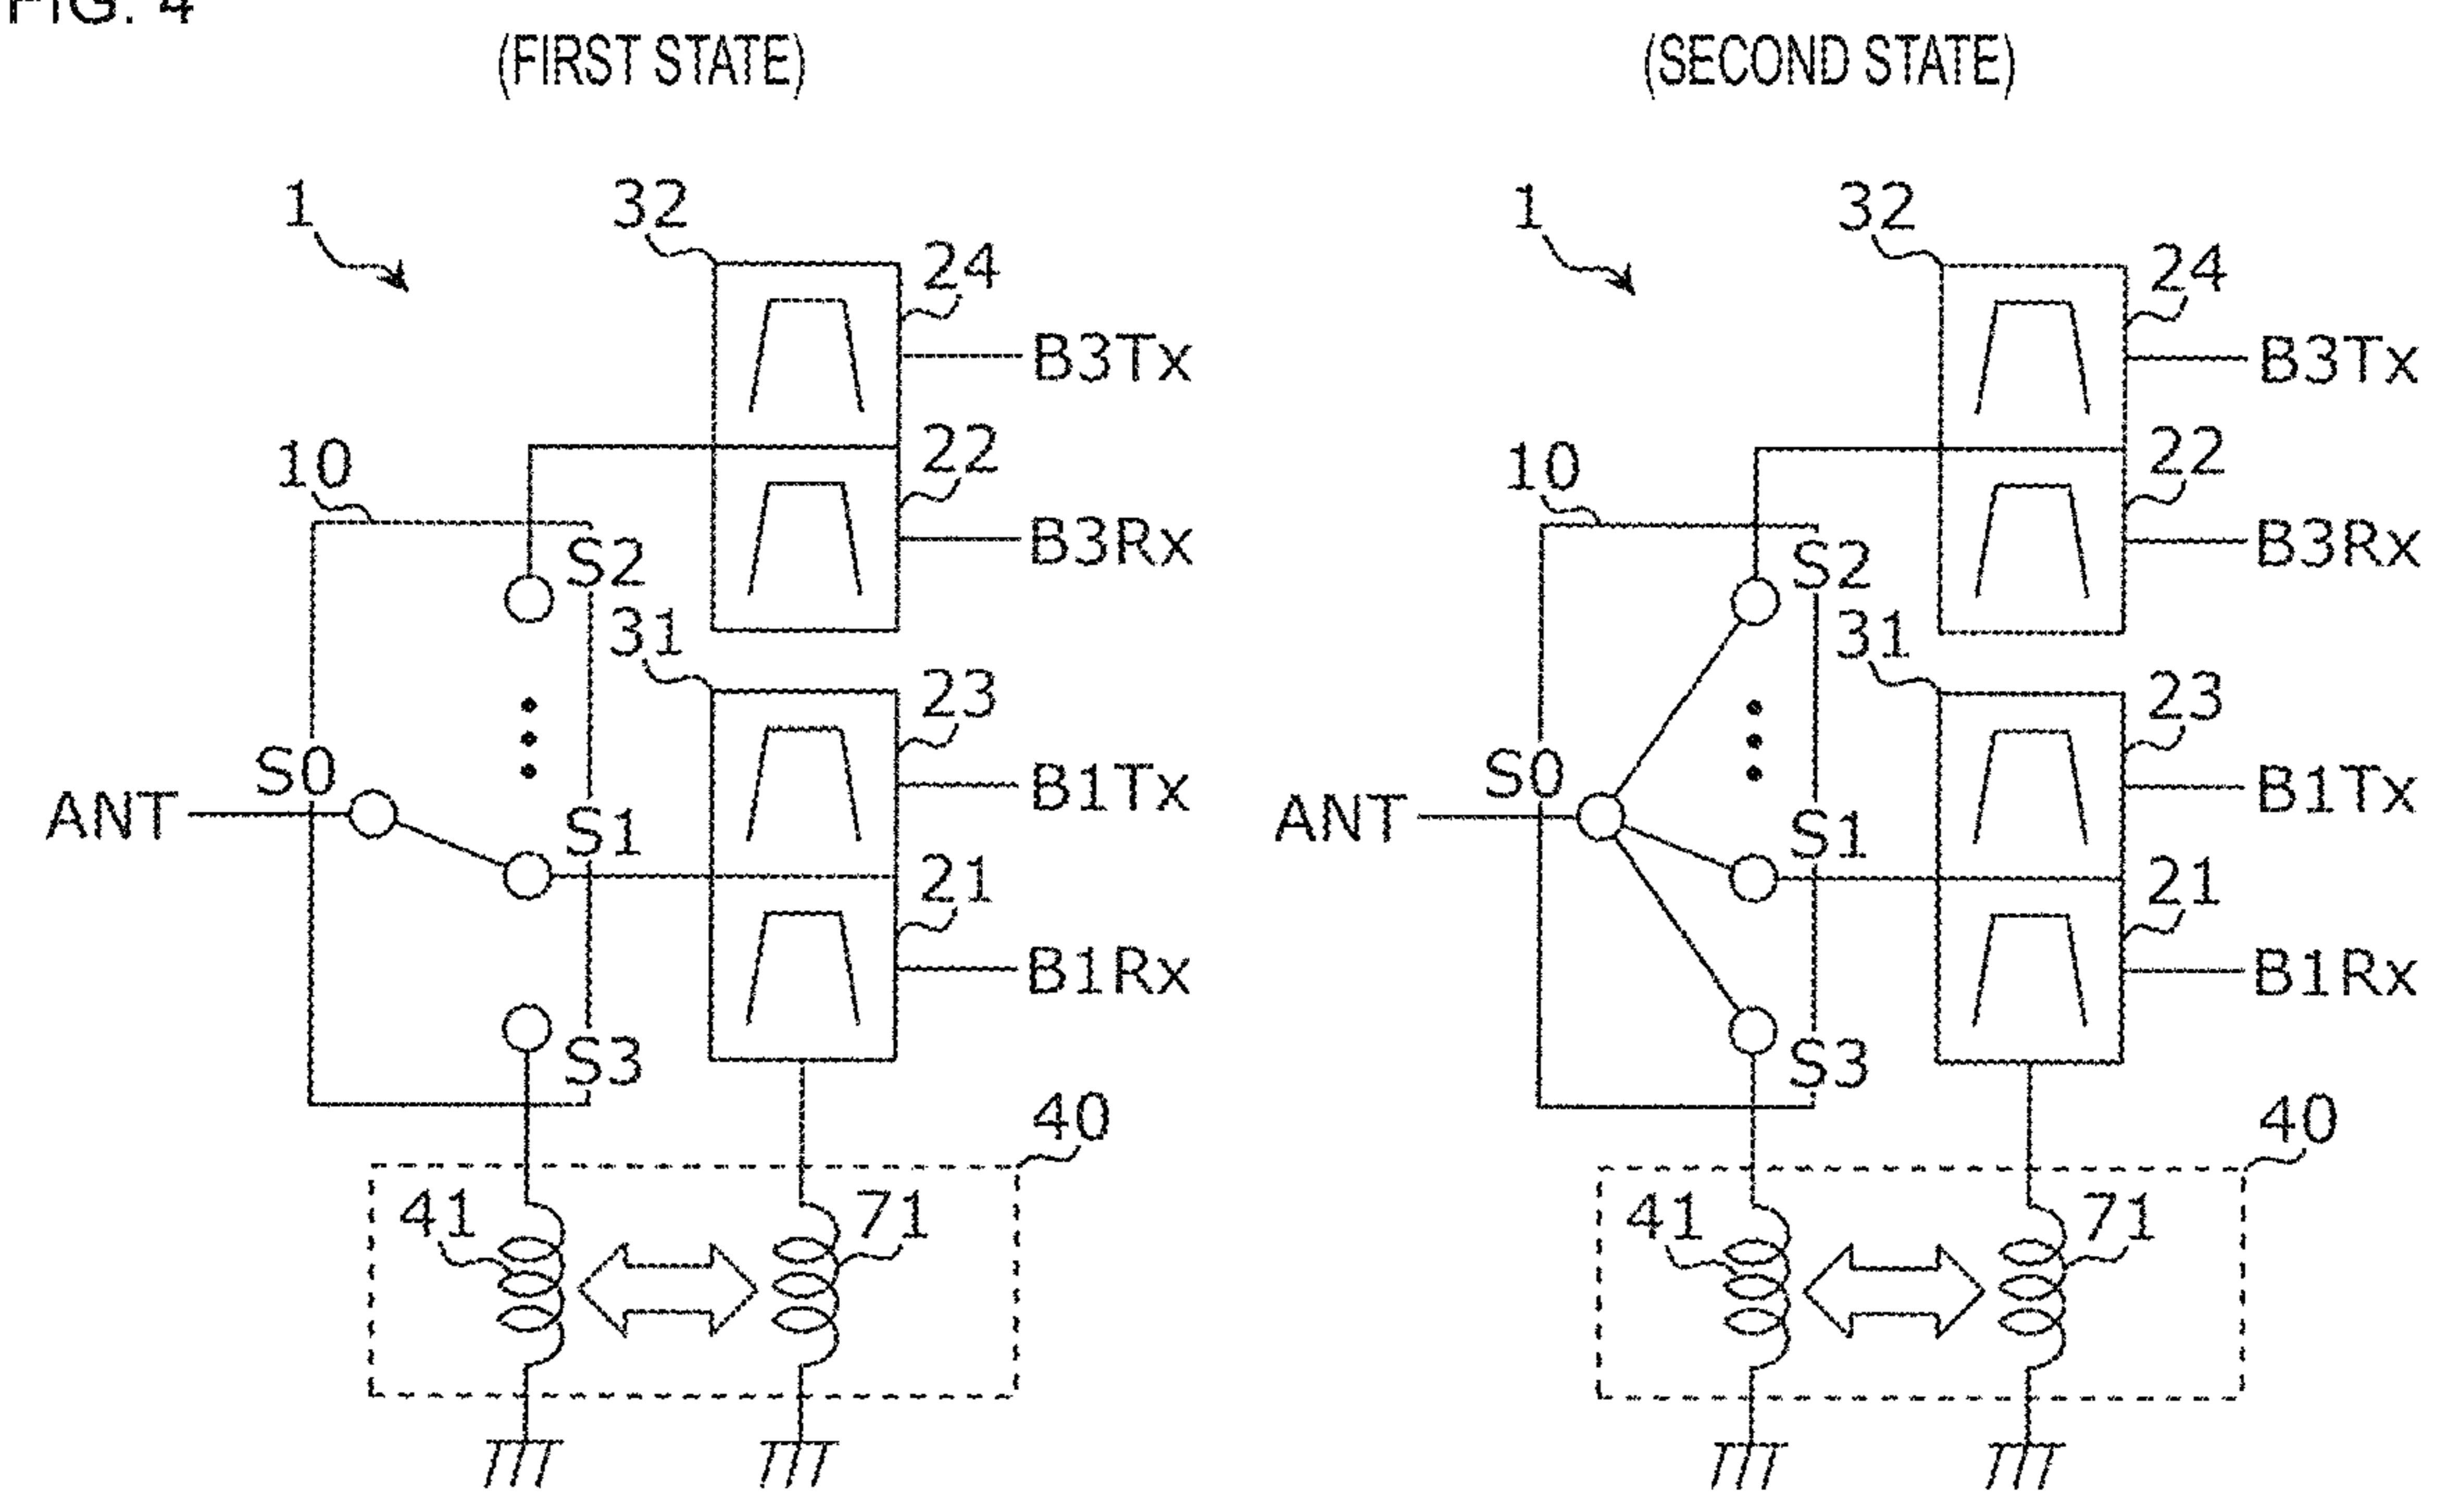 FIG. 4
(FIRST STATE)
1
32
24
B3Tx
10
22
S2
B3Rx
31
23
S0
B1Tx
ANT
S1
21
B1Rx
S3
40
41
71
(SECOND STATE)
1
32
24
B3Tx
10
22
S2
B3Rx
31
23
S0
B1Tx
ANT
S1
21
B1Rx
S3
40
41
71